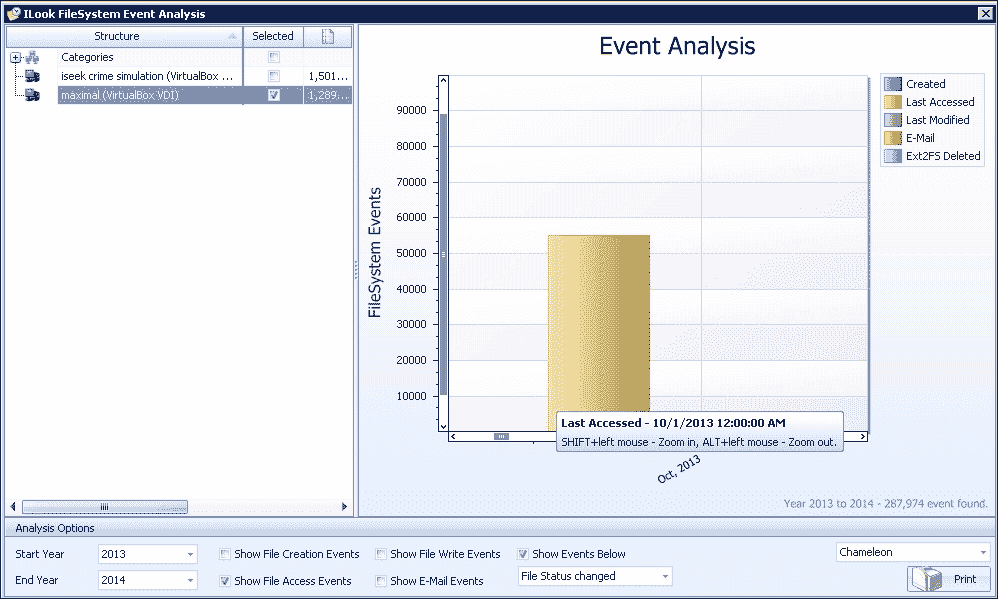 ILook FileSystem Event Analysis
Structure Selected
Categories
iseek crime simulation (VirtualBox ... 1,501...
maximal (VirtualBox VDI) 1,289...
Event Analysis
FileSystem Events
90000
80000
70000
60000
50000
40000
30000
20000
10000
Created
Last Accessed
Last Modified
E-Mail
Ext2FS Deleted
Last Accessed - 10/1/2013 12:00:00 AM
SHIFT+left mouse - Zoom in, ALT+left mouse - Zoom out.
Oct, 2013
Year 2013 to 2014 - 287,974 event found.
Analysis Options
Start Year 2013 Show File Creation Events Show File Write Events Show Events Below Chameleon
End Year 2014 Show File Access Events Show E-Mail Events File Status changed Print